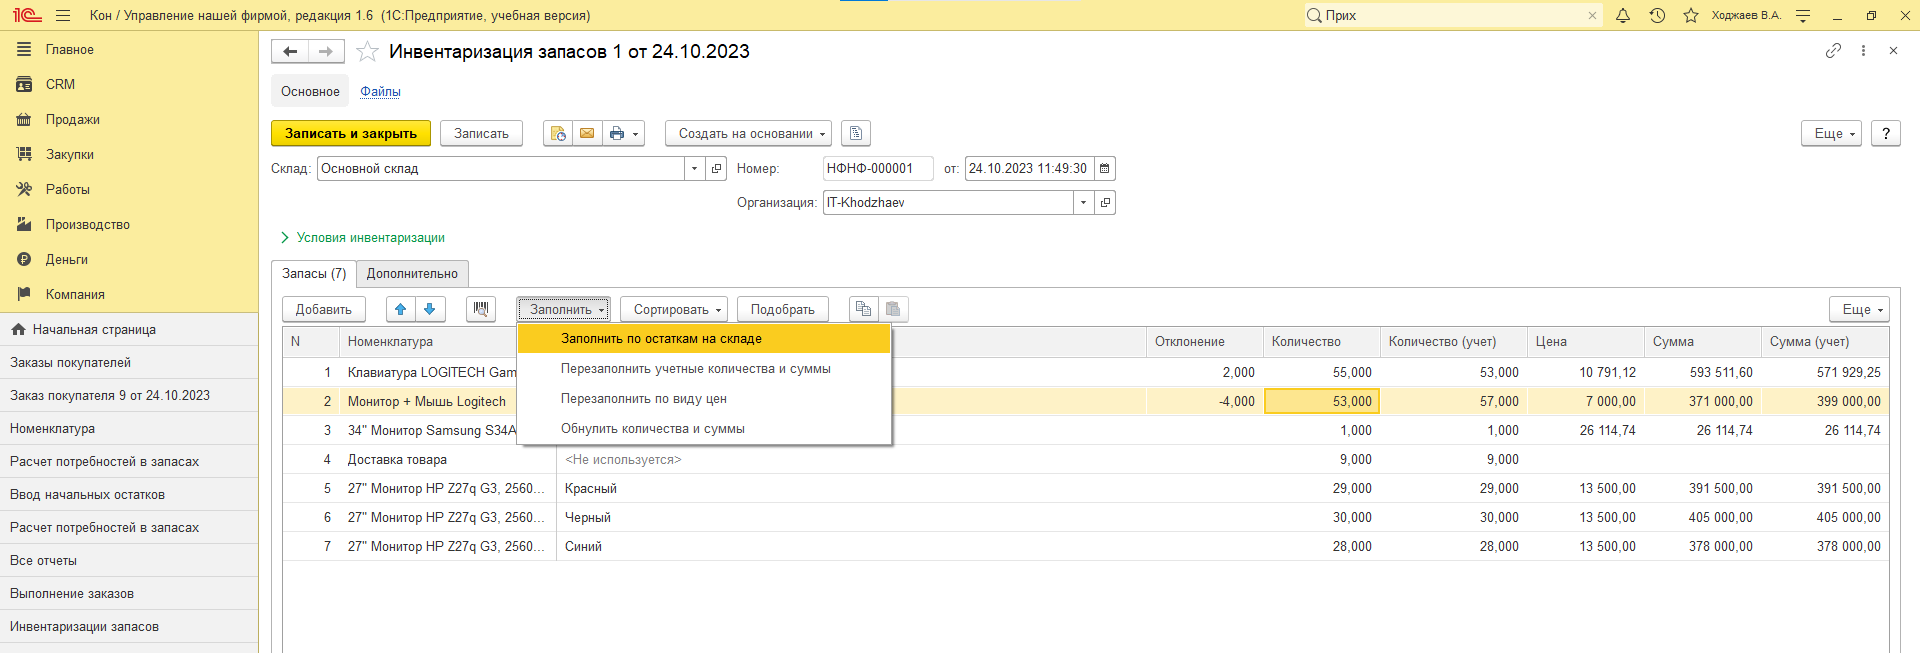 1С Кон / Управление нашей фирмой, редакция 1.6 (1С:Предприятие, учебная версия) Прих Ходжаев В.А.
Главное
CRM
Продажи
Закупки
Работы
Производство
Деньги
Компания
Начальная страница
Заказы покупателей
Заказ покупателя 9 от 24.10.2023
Номенклатура
Расчет потребностей в запасах
Ввод начальных остатков
Расчет потребностей в запасах
Все отчеты
Выполнение заказов
Инвентаризации запасов
Инвентаризация запасов 1 от 24.10.2023
Основное Файлы
Записать и закрыть Записать Создать на основании Еще ?
Склад: Основной склад Номер: НФНФ-000001 от: 24.10.2023 11:49:30
Организация: IT-Khodzhaev
Условия инвентаризации
Запасы (7) Дополнительно
Добавить Заполнить Сортировать Подобрать Еще
Заполнить по остаткам на складе
Перезаполнить учетные количества и суммы
Перезаполнить по виду цен
Обнулить количества и суммы
N Номенклатура Отклонение Количество Количество (учет) Цена Сумма Сумма (учет)
1 Клавиатура LOGITECH Gam 2,000 55,000 53,000 10 791,12 593 511,60 571 929,25
2 Монитор + Мышь Logitech -4,000 53,000 57,000 7 000,00 371 000,00 399 000,00
3 34" Монитор Samsung S34A 1,000 1,000 26 114,74 26 114,74 26 114,74
4 Доставка товара <Не используется> 9,000 9,000
5 27" Монитор HP Z27q G3, 2560... Красный 29,000 29,000 13 500,00 391 500,00 391 500,00
6 27" Монитор HP Z27q G3, 2560... Черный 30,000 30,000 13 500,00 405 000,00 405 000,00
7 27" Монитор HP Z27q G3, 2560... Синий 28,000 28,000 13 500,00 378 000,00 378 000,00